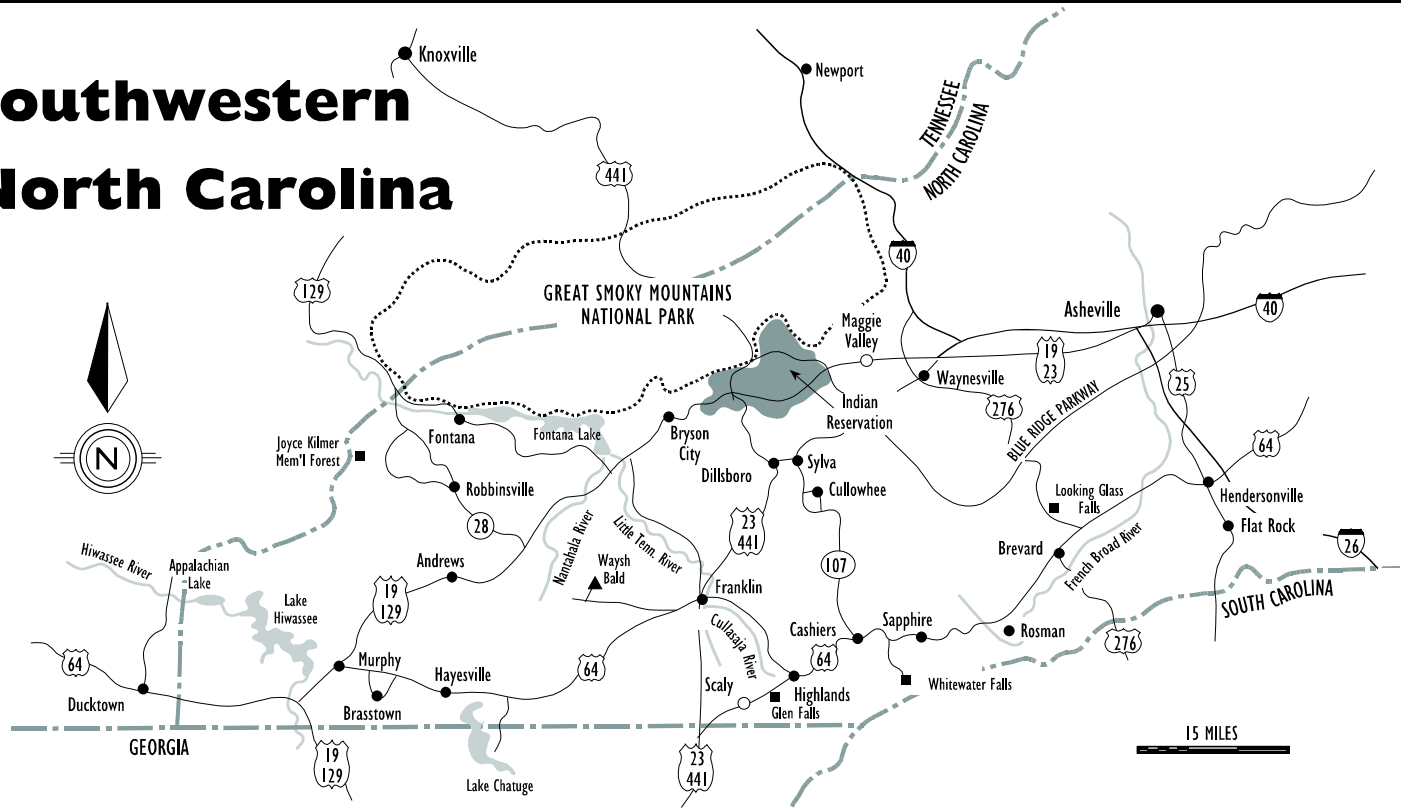 outhwestern
North Carolina
Knoxville
Newport
TENNESSEE
NORTH CAROLINA
441
129
40
GREAT SMOKY MOUNTAINS
NATIONAL PARK
Maggie
Valley
Asheville
40
19
23
Waynesville
276
25
BLUE RIDGE PARKWAY
Indian
Reservation
64
N
Joyce Kilmer
Mem'l Forest
Fontana
Fontana Lake
Bryson
City
Dillsboro
Sylva
Cullowhee
Robbinsville
28
Looking Glass
Falls
Hendersonville
Flat Rock
26
Nantahala River
Little Tenn. River
23
441
107
Brevard
French Broad River
Hiwassee River
Appalachian
Lake
Andrews
Waysh
Bald
Franklin
19
129
Lake
Hiwassee
Cullasaja River
Cashiers
Sapphire
Rosman
SOUTH CAROLINA
276
64
Ducktown
Murphy
Brasstown
Hayesville
64
64
Scaly
Highlands
Glen Falls
Whitewater Falls
GEORGIA
19
129
Lake Chatuge
23
441
15 MILES